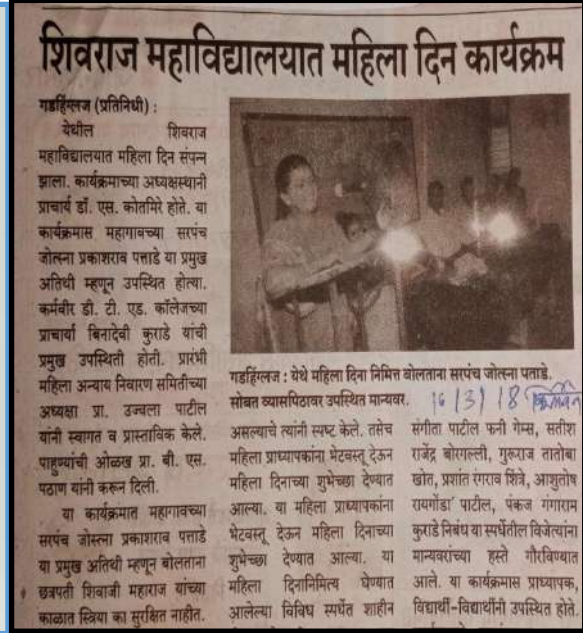 शिवराज महाविद्यालयात महिला दिन कार्यक्रम
गडहिंग्लज (प्रतिनिधी) :
येथील शिवराज
महाविद्यालयात महिला दिन संपन्न
झाला. कार्यक्रमाच्या अध्यक्षस्थानी
प्राचार्य डॉ. एस. कोतमिरे होते. या
कार्यक्रमास महागावच्या सरपंच
जोत्स्ना प्रकाशराव पत्ताडे या प्रमुख
अतिथी म्हणून उपस्थित होत्या.
कर्मवीर डी. टी. एड. कॉलेजच्या
प्राचार्या बिनादेवी कुराडे यांची
प्रमुख उपस्थिती होती. प्रारंभी
महिला अन्याय निवारण समितीच्या
अध्यक्षा प्रा. उज्वला पाटील
यांनी स्वागत व प्रास्ताविक केले.
पाहुण्यांची ओळख प्रा. बी. एस.
पठाण यांनी करून दिली.
या कार्यक्रमात महागावच्या
सरपंच जोस्त्ना प्रकाशराव पत्ताडे
या प्रमुख अतिथी म्हणून बोलताना
छत्रपती शिवाजी महाराज यांच्या
काळात स्त्रिया का सुरक्षित नाहीत.
गडहिंग्लज : येथे महिला दिना निमित्त बोलताना सरपंच जोत्स्ना पताडे.
सोबत व्यासपिठावर उपस्थित मान्यवर.
16/3/18
असल्याचे त्यांनी स्पष्ट केले. तसेच
महिला प्राध्यापकांना भेटवस्तू देऊन
महिला दिनाच्या शुभेच्छा देण्यात
आल्या. या महिला प्राध्यापकांना
भेटवस्तू देऊन महिला दिनाच्या
शुभेच्छा देण्यात आल्या. या
महिला दिनानिमित्य घेण्यात
आलेल्या विविध स्पर्धेत शाहीन
संगीता पाटील फनी गेम्स, सतीश
राजेंद्र बोरगल्ली, गुरूराज तातोबा
खोत, प्रशांत रंगराव शिंत्रे, आशुतोष
रायगोंडा पाटील, पंकज गंगाराम
कुराडे निबंध या स्पर्धेतील विजेत्यांना
मान्यवरांच्या हस्ते गौरविण्यात
आले. या कार्यक्रमास प्राध्यापक,
विद्यार्थी-विद्यार्थीनी उपस्थित होते.